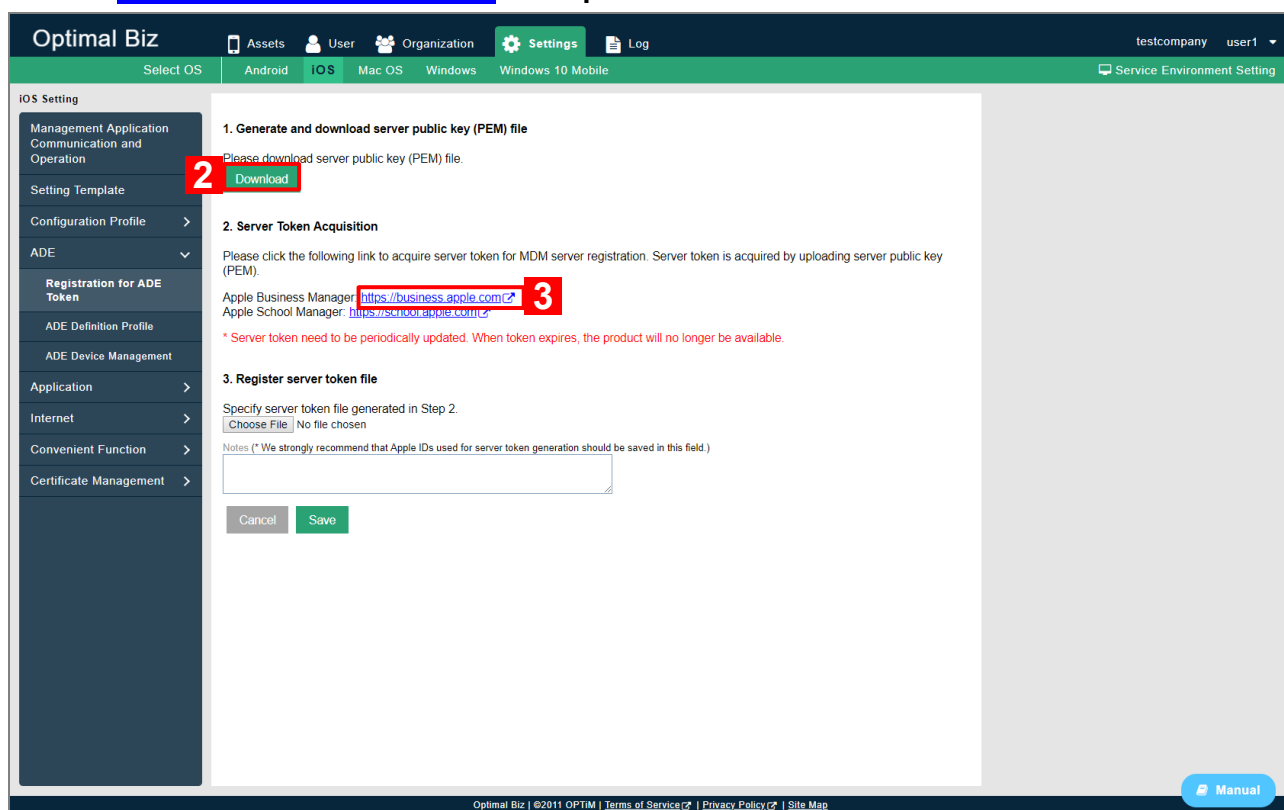 Optimal Biz
Assets User Organization Settings Log
testcompany user1
Select OS Android iOS Mac OS Windows Windows 10 Mobile
Service Environment Setting
iOS Setting
Management Application
Communication and
Operation
Setting Template
Configuration Profile
ADE
Registration for ADE
Token
ADE Definition Profile
ADE Device Management
Application
Internet
Convenient Function
Certificate Management
1. Generate and download server public key (PEM) file
Please download server public key (PEM) file.
2
Download
2. Server Token Acquisition
Please click the following link to acquire server token for MDM server registration. Server token is acquired by uploading server public key
(PEM).
Apple Business Manager: https://business.apple.com
3
Apple School Manager: https://school.apple.com
* Server token need to be periodically updated. When token expires, the product will no longer be available.
3. Register server token file
Specify server token file generated in Step 2.
Choose File No file chosen
Notes (* We strongly recommend that Apple IDs used for server token generation should be saved in this field.)
Cancel Save
Manual
Optimal Biz | ©2011 OPTiM | Terms of Service | Privacy Policy | Site Map